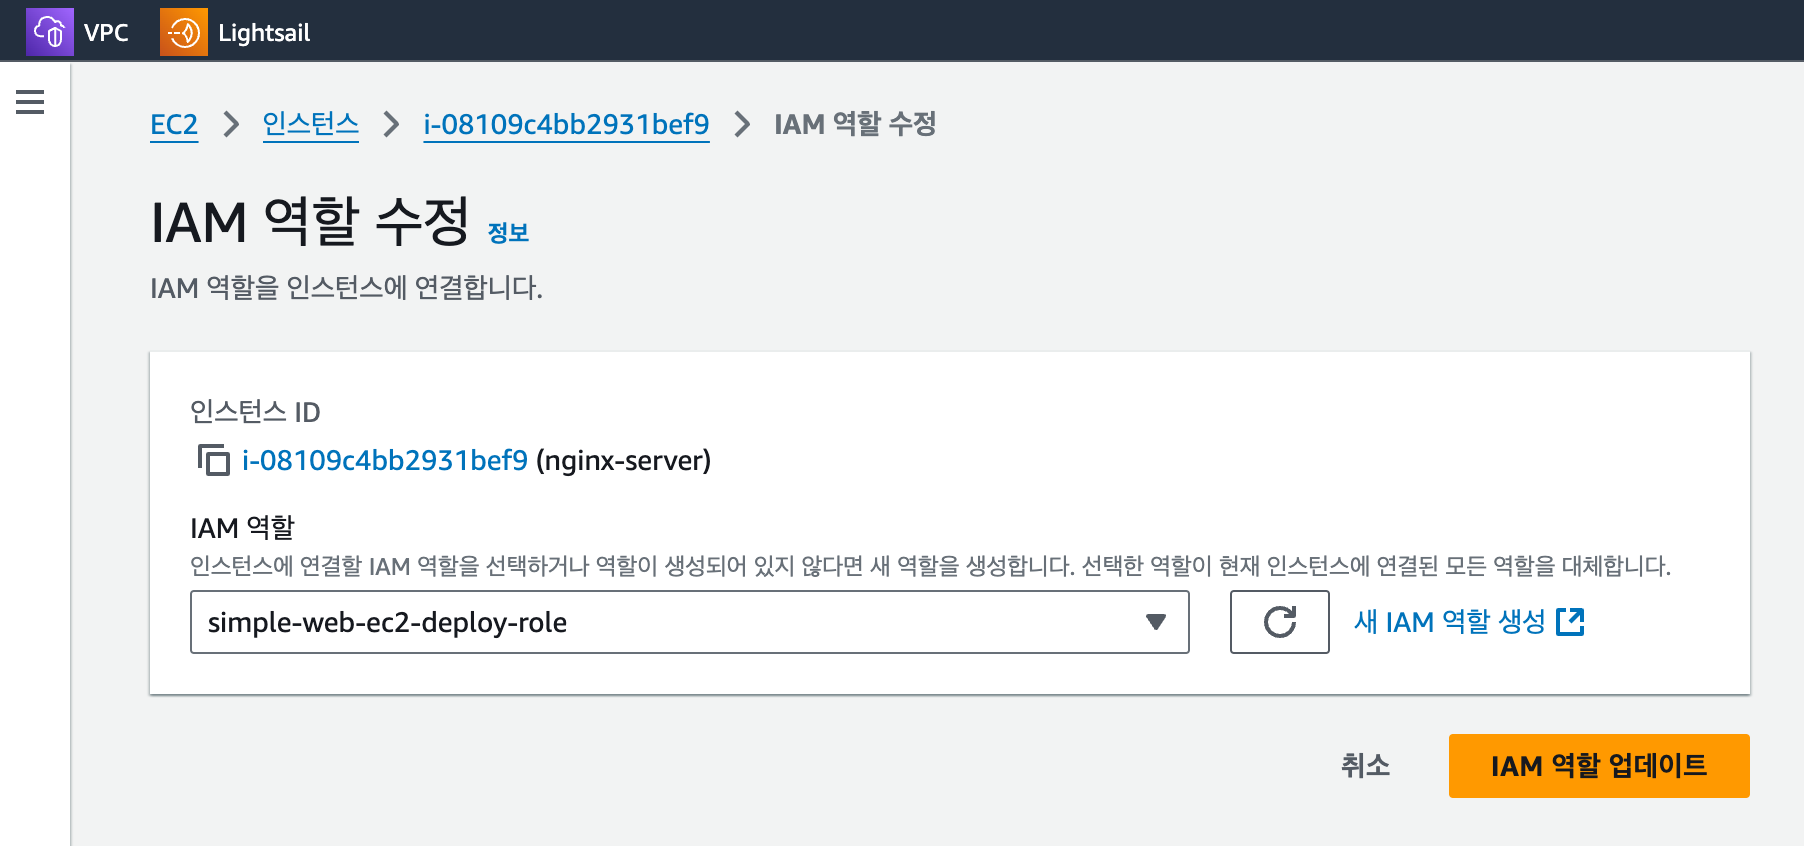 VPC Lightsail
EC2 인스턴스 i-08109c4bb2931bef9 IAM 역할 수정
IAM 역할 수정 정보
IAM 역할을 인스턴스에 연결합니다.
인스턴스 ID
i-08109c4bb2931bef9 (nginx-server)
IAM 역할
인스턴스에 연결할 IAM 역할을 선택하거나 역할이 생성되어 있지 않다면 새 역할을 생성합니다. 선택한 역할이 현재 인스턴스에 연결된 모든 역할을 대체합니다.
simple-web-ec2-deploy-role 새 IAM 역할 생성
취소 IAM 역할 업데이트